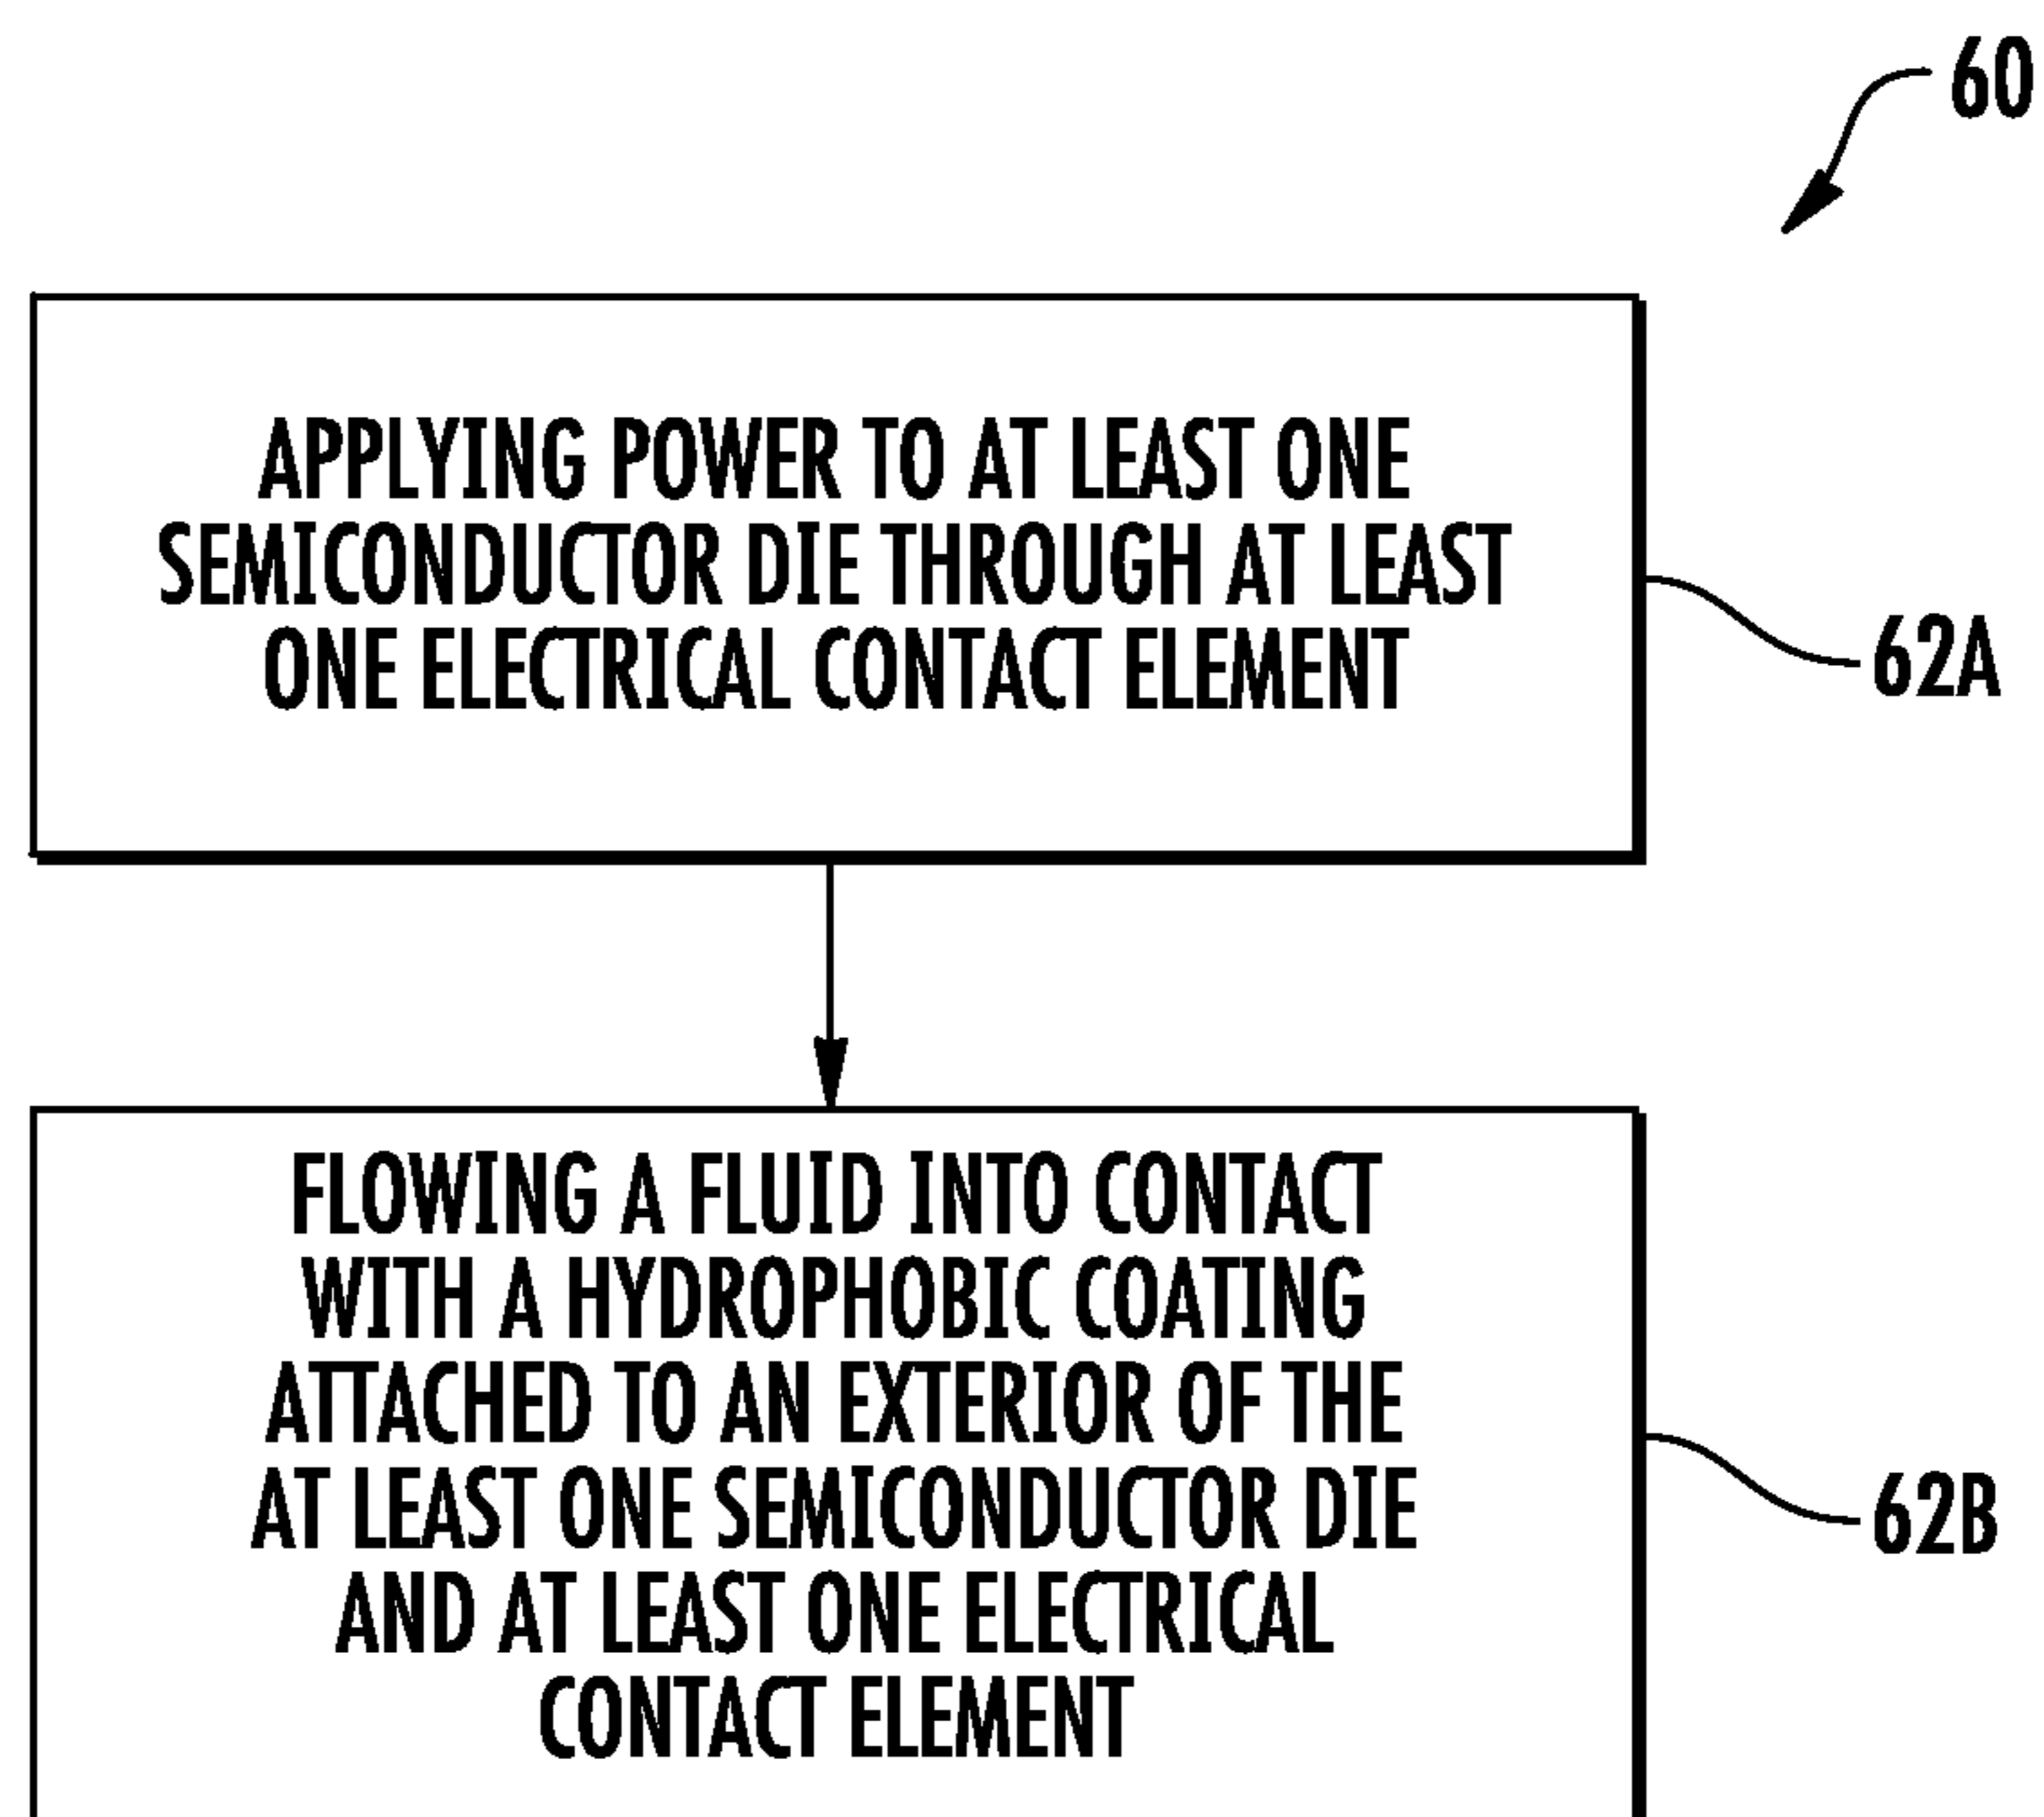 60
APPLYING POWER TO AT LEAST ONE
SEMICONDUCTOR DIE THROUGH AT LEAST
ONE ELECTRICAL CONTACT ELEMENT
62A
FLOWING A FLUID INTO CONTACT
WITH A HYDROPHOBIC COATING
ATTACHED TO AN EXTERIOR OF THE
AT LEAST ONE SEMICONDUCTOR DIE
AND AT LEAST ONE ELECTRICAL
CONTACT ELEMENT
62B